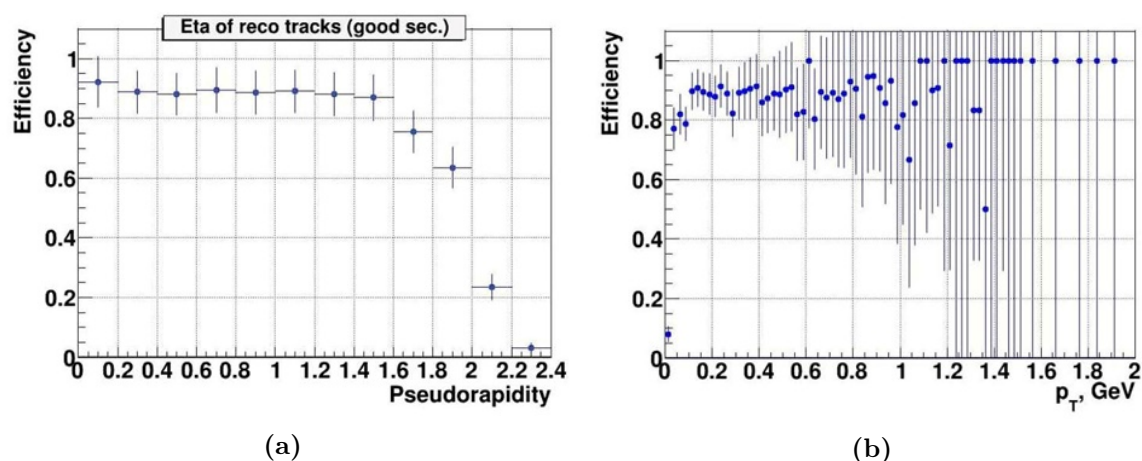 Eta of reco tracks (good sec.)
Efficiency
1
0.8
0.6
0.4
0.2
0
0 0.2 0.4 0.6 0.8 1 1.2 1.4 1.6 1.8 2 2.2 2.4
Pseudorapidity
(a)
Efficiency
1
0.8
0.6
0.4
0.2
0
0 0.2 0.4 0.6 0.8 1 1.2 1.4 1.6 1.8 2
p_T, GeV
(b)